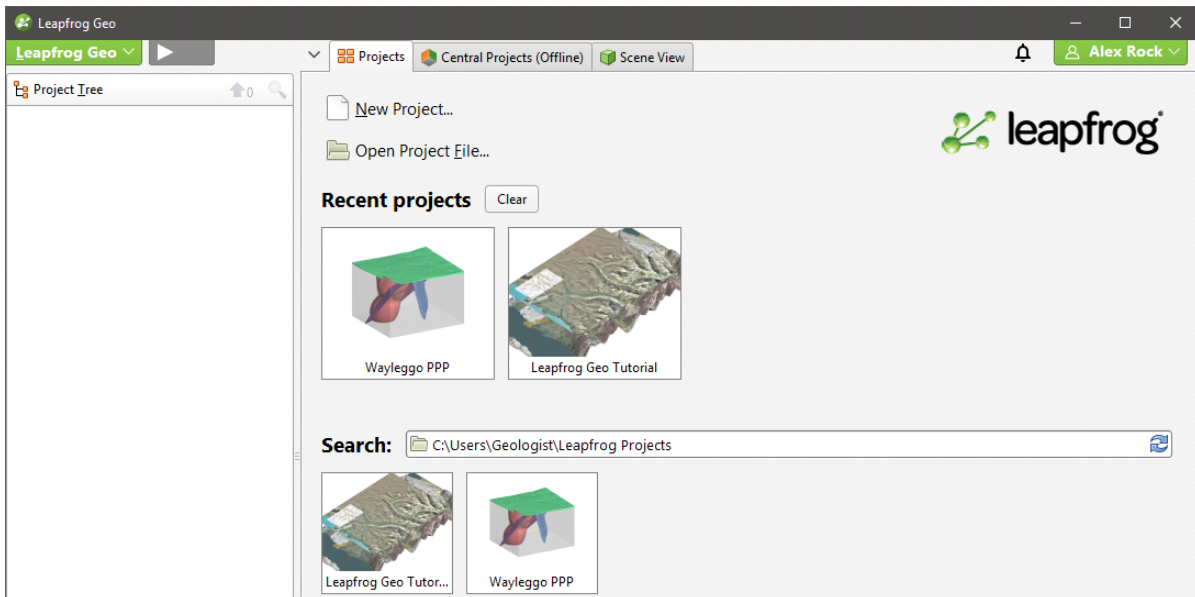 Leapfrog Geo
Leapfrog Geo
Projects
Central Projects (Offline)
Scene View
Alex Rock
Project Tree
0
New Project...
Open Project File...
leapfrog®
Recent projects
Clear
Wayleggo PPP
Leapfrog Geo Tutorial
Search:
C:\Users\Geologist\Leapfrog Projects
Leapfrog Geo Tutor...
Wayleggo PPP